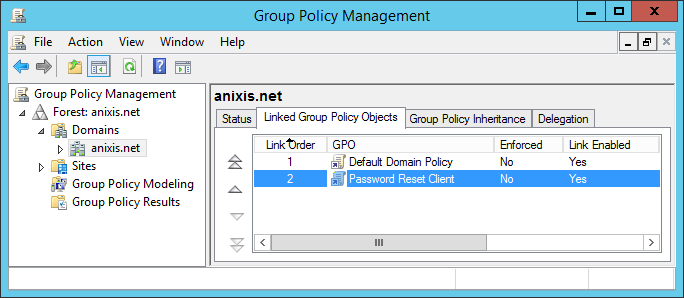 Group Policy Management
File Action View Window Help
Group Policy Management
Forest: anixis.net
Domains
anixis.net
Sites
Group Policy Modeling
Group Policy Results
anixis.net
Status Linked Group Policy Objects Group Policy Inheritance Delegation
Link Order GPO Enforced Link Enabled
1 Default Domain Policy No Yes
2 Password Reset Client No Yes